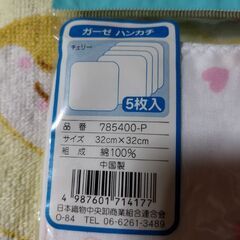 ガーゼ ハンカチ
チェリー
5枚入
品番 785400-P
サイズ 32cm×32cm
組成 綿100%
中国製
4 987601 714177
日本織物中央卸商業組合連合会
O-84 TEL 06-6261-3489